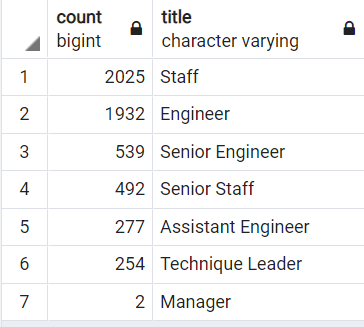 count title
bigint character varying
1 2025 Staff
2 1932 Engineer
3 539 Senior Engineer
4 492 Senior Staff
5 277 Assistant Engineer
6 254 Technique Leader
7 2 Manager